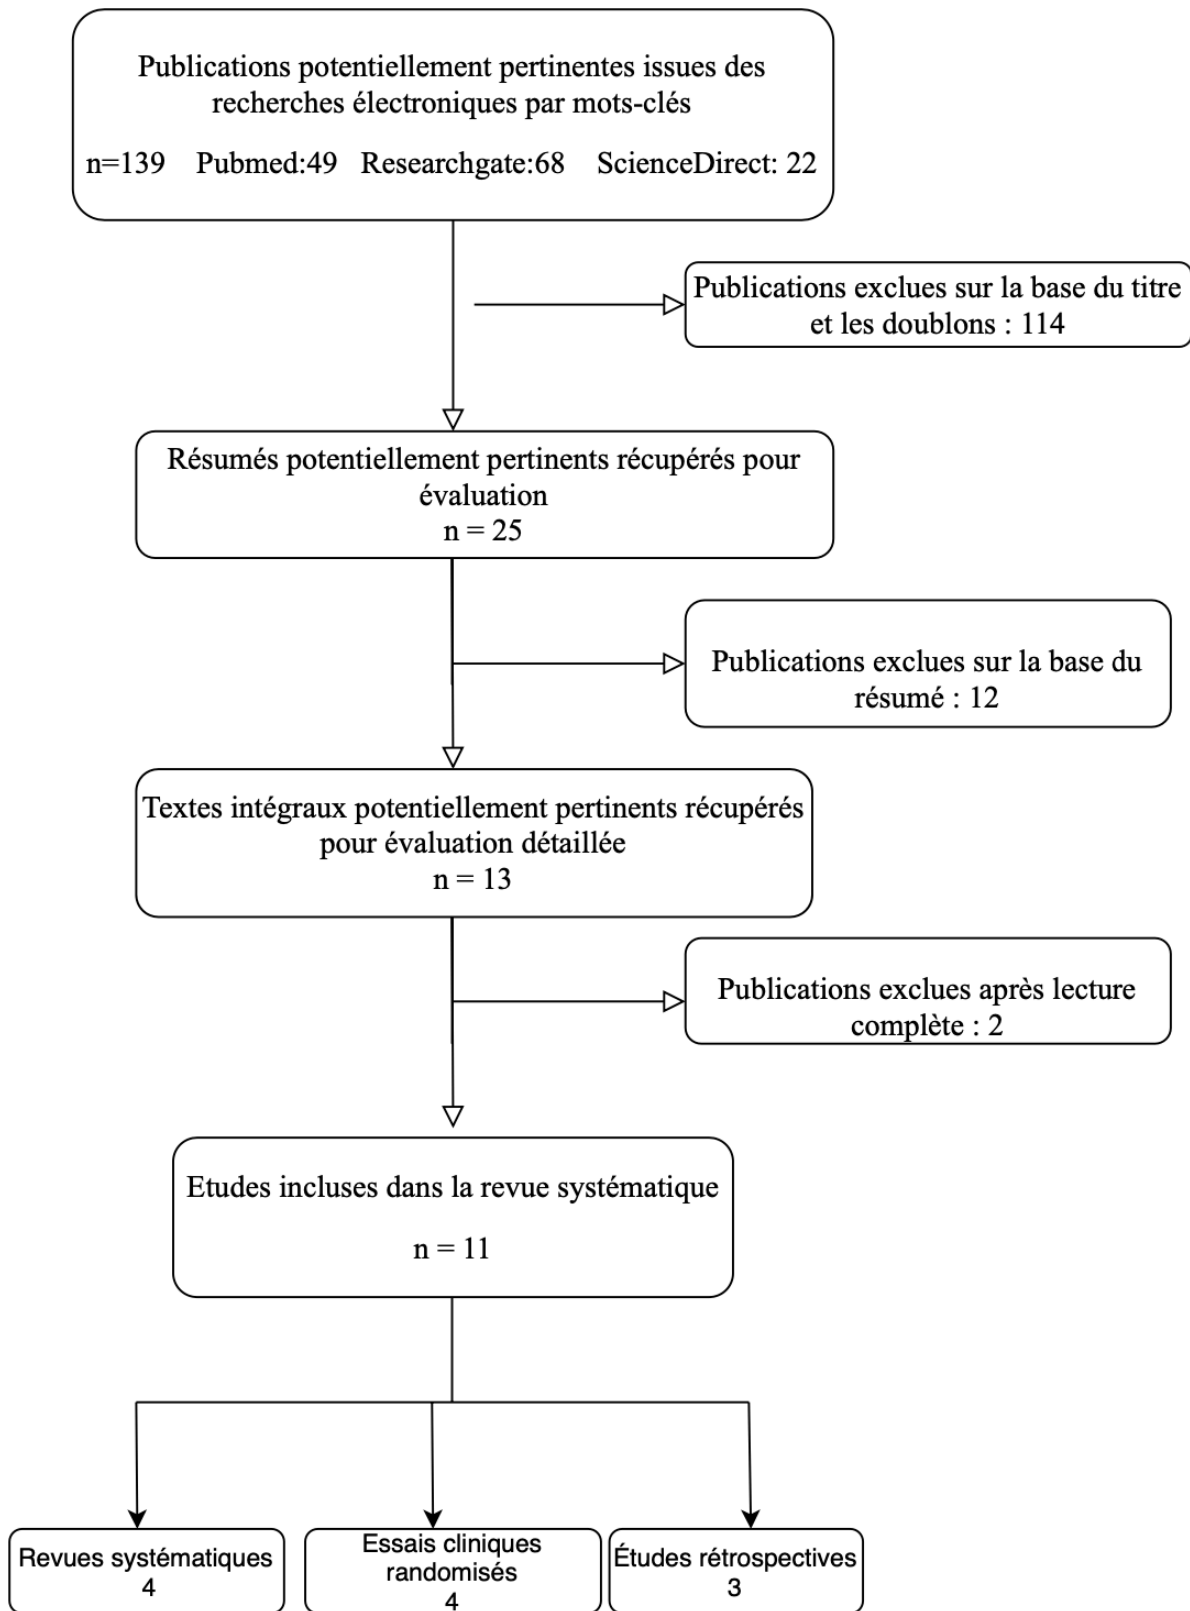 Publications potentiellement pertinentes issues des
recherches électroniques par mots-clés
n=139 Pubmed:49 Researchgate:68 ScienceDirect: 22
Publications exclues sur la base du titre
et les doublons : 114
Résumés potentiellement pertinents récupérés pour
évaluation
n = 25
Publications exclues sur la base du
résumé : 12
Textes intégraux potentiellement pertinents récupérés
pour évaluation détaillée
n = 13
Publications exclues après lecture
complète : 2
Etudes incluses dans la revue systématique
n = 11
Revues systématiques
4
Essais cliniques
randomisés
4
Études rétrospectives
3